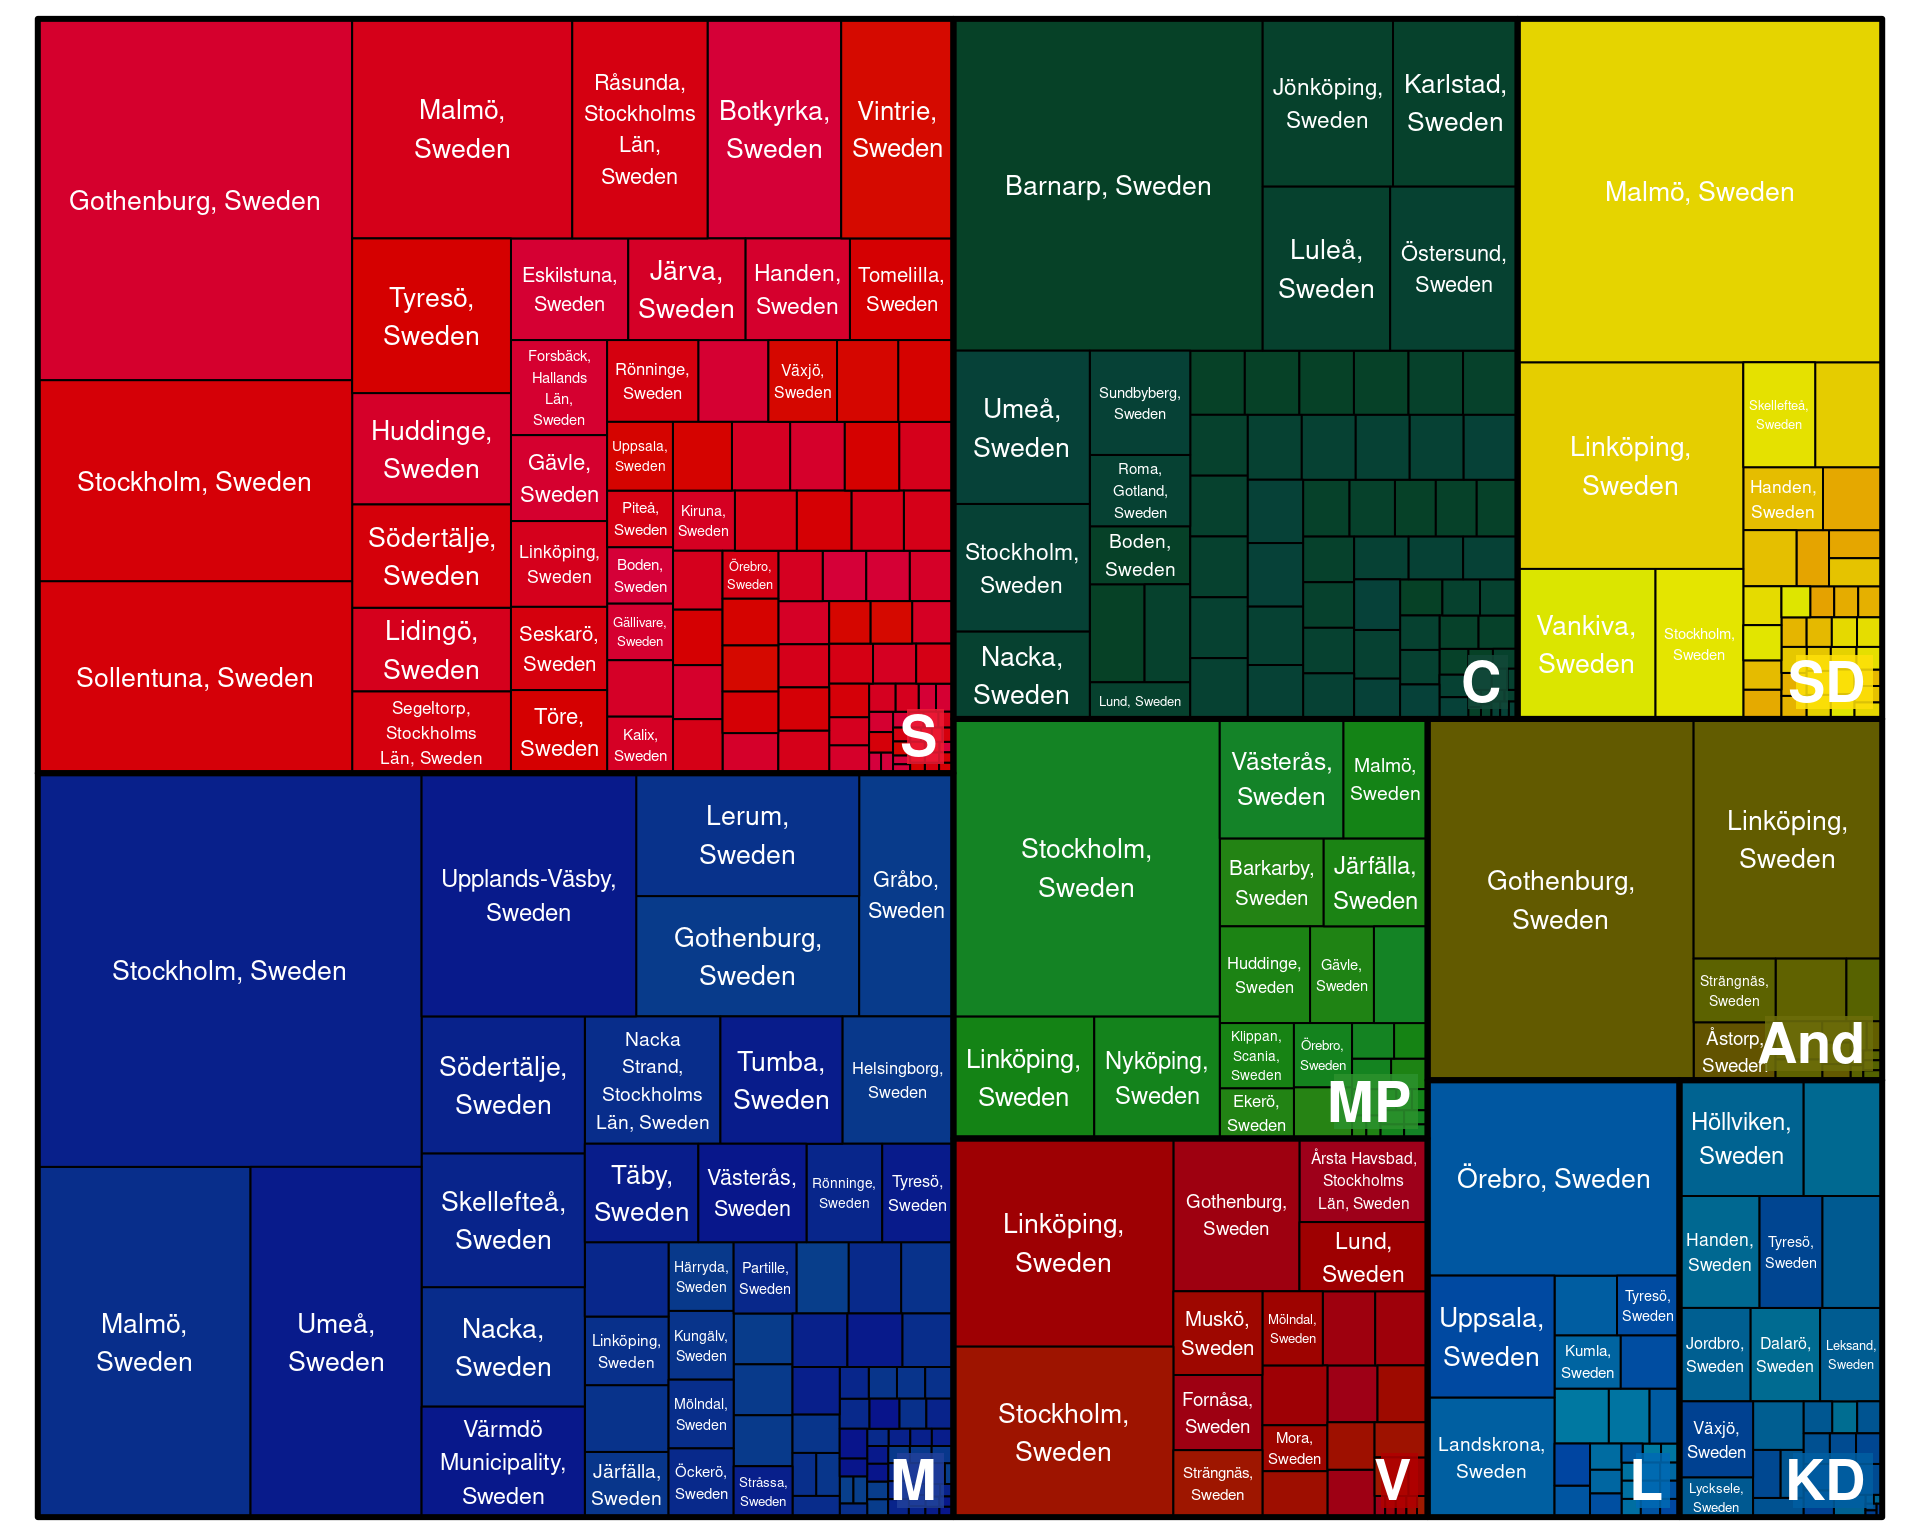 Gothenburg, Sweden
Stockholm, Sweden
Sollentuna, Sweden
Malmö,
Sweden
Råsunda,
Stockholms
Län,
Sweden
Botkyrka,
Sweden
Vintrie,
Sweden
Tyresö,
Sweden
Huddinge,
Sweden
Södertälje,
Sweden
Lidingö,
Sweden
Segeltorp,
Stockholms
Län, Sweden
Eskilstuna,
Sweden
Järva,
Sweden
Handen,
Sweden
Tomelilla,
Sweden
Forsbäck,
Hallands
Län,
Sweden
Gävle,
Sweden
Linköping,
Sweden
Seskarö,
Sweden
Töre,
Sweden
Rönninge,
Sweden
Växjö,
Sweden
Uppsala,
Sweden
Piteå,
Sweden
Kiruna,
Sweden
Boden,
Sweden
Örebro,
Sweden
Gällivare,
Sweden
Kalix,
Sweden
S
Barnarp, Sweden
Jönköping,
Sweden
Karlstad,
Sweden
Luleå,
Sweden
Östersund,
Sweden
Umeå,
Sweden
Stockholm,
Sweden
Nacka,
Sweden
Sundbyberg,
Sweden
Roma,
Gotland,
Sweden
Boden,
Sweden
Lund, Sweden
C
Malmö, Sweden
Linköping,
Sweden
Vankiva,
Sweden
Stockholm,
Sweden
Skellefteå,
Sweden
Handen,
Sweden
SD
Stockholm, Sweden
Malmö,
Sweden
Umeå,
Sweden
Upplands-Väsby,
Sweden
Lerum,
Sweden
Gothenburg,
Sweden
Gråbo,
Sweden
Södertälje,
Sweden
Skellefteå,
Sweden
Nacka,
Sweden
Värmdö
Municipality,
Sweden
Nacka
Strand,
Stockholms
Län, Sweden
Tumba,
Sweden
Helsingborg,
Sweden
Täby,
Sweden
Västerås,
Sweden
Rönninge,
Sweden
Tyresö,
Sweden
Linköping,
Sweden
Järfälla,
Sweden
Härryda,
Sweden
Kungälv,
Sweden
Mölndal,
Sweden
Öckerö,
Sweden
Partille,
Sweden
Stråssa,
Sweden
M
Stockholm,
Sweden
Linköping,
Sweden
Nyköping,
Sweden
Västerås,
Sweden
Malmö,
Sweden
Barkarby,
Sweden
Järfälla,
Sweden
Huddinge,
Sweden
Gävle,
Sweden
Klippan,
Scania,
Sweden
Örebro,
Sweden
Ekerö,
Sweden
MP
Gothenburg,
Sweden
Linköping,
Sweden
Strängnäs,
Sweden
Åstorp,
Sweden
And
Linköping,
Sweden
Stockholm,
Sweden
Gothenburg,
Sweden
Årsta Havsbad,
Stockholms
Län, Sweden
Lund,
Sweden
Muskö,
Sweden
Mölndal,
Sweden
Fornåsa,
Sweden
Strängnäs,
Sweden
Mora,
Sweden
V
Örebro, Sweden
Uppsala,
Sweden
Landskrona,
Sweden
Tyresö,
Sweden
Kumla,
Sweden
L
Höllviken,
Sweden
Handen,
Sweden
Tyresö,
Sweden
Jordbro,
Sweden
Dalarö,
Sweden
Leksand,
Sweden
Växjö,
Sweden
Lycksele,
Sweden
KD